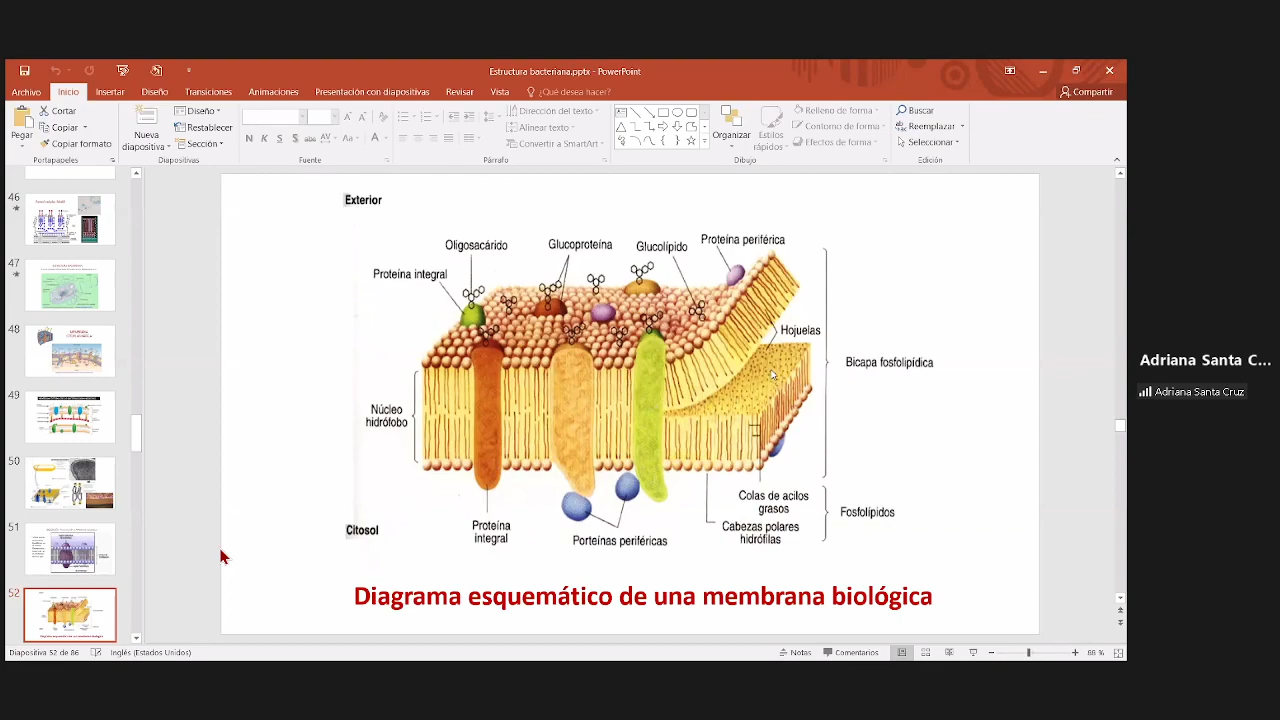 Estructura bacteriana.pptx - PowerPoint
Archivo Inicio Insertar Diseño Transiciones Animaciones Presentación con diapositivas Revisar Vista ¿Qué desea hacer? Compartir
Pegar
Cortar
Copiar
Copiar formato
Portapapeles
Nueva
diapositiva
Diseño
Restablecer
Sección
Diapositivas
N K S S abc AV Aa A
Fuente
Dirección del texto
Alinear texto
Convertir a SmartArt
Párrafo
Organizar
Estilos
rápidos
Relleno de forma
Contorno de forma
Efectos de forma
Dibujo
Buscar
Reemplazar
Seleccionar
Edición
46
47
48
49
50
51
52
Exterior
Oligosacárido
Glucoproteína
Glucolípido
Proteína periférica
Proteína integral
Hojuelas
Bicapa fosfolipídica
Núcleo
hidrófobo
Colas de acilos
grasos
Fosfolípidos
Cabezas polares
hidrófilas
Proteína
integral
Porteínas periféricas
Citosol
Diagrama esquemático de una membrana biológica
Adriana Santa C...
Adriana Santa Cruz
Diapositiva 52 de 86 Inglés (Estados Unidos) Notas Comentarios 68 %